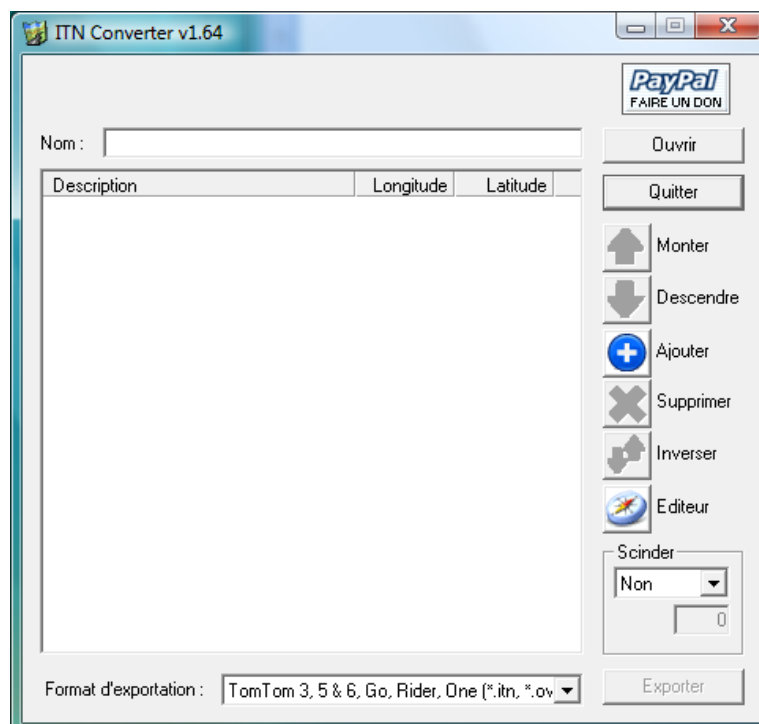 ITN Converter v1.64
PayPal
FAIRE UN DON
Nom :
Ouvrir
Description Longitude Latitude
Quitter
Monter
Descendre
Ajouter
Supprimer
Inverser
Editeur
Scinder
Non
0
Format d'exportation : TomTom 3, 5 & 6, Go, Rider, One (*.itn, *.ov
Exporter